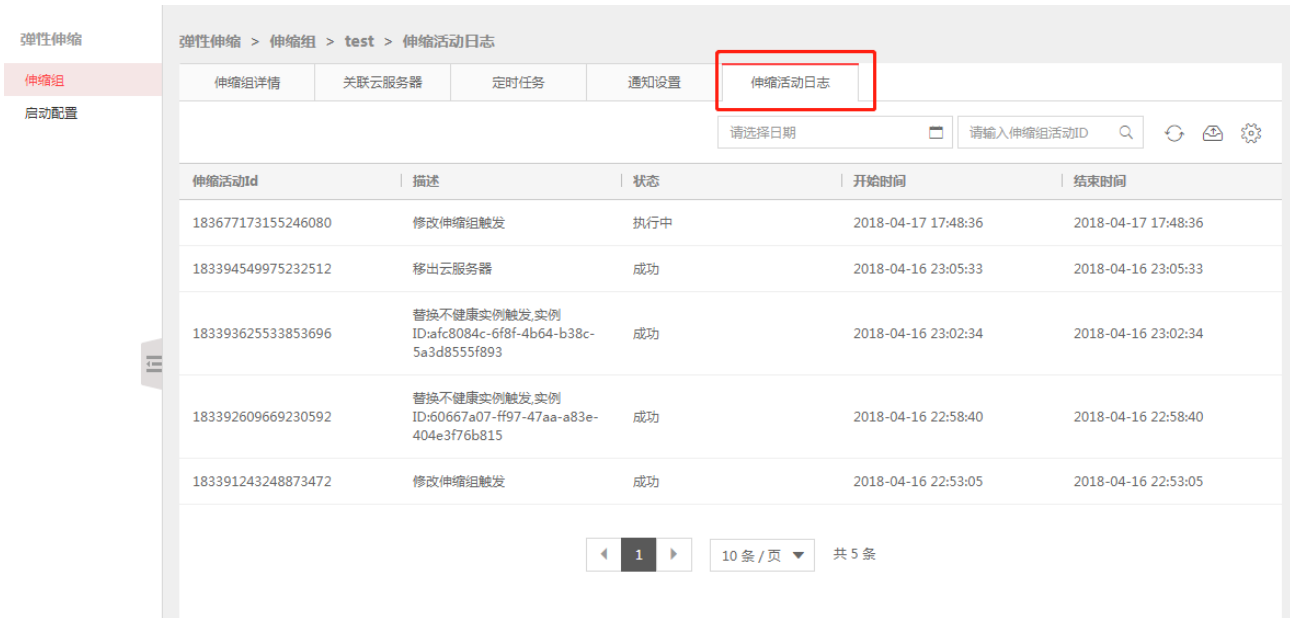 弹性伸缩
伸缩组
启动配置
弹性伸缩 > 伸缩组 > test > 伸缩活动日志
伸缩组详情 关联云服务器 定时任务 通知设置 伸缩活动日志
请选择日期 请输入伸缩组活动ID
伸缩活动Id 描述 状态 开始时间 结束时间
183677173155246080 修改伸缩组触发 执行中 2018-04-17 17:48:36 2018-04-17 17:48:36
183394549975232512 移出云服务器 成功 2018-04-16 23:05:33 2018-04-16 23:05:33
替换不健康实例触发,实例
183393625533853696 ID:afc8084c-6f8f-4b64-b38c- 成功 2018-04-16 23:02:34 2018-04-16 23:02:34
5a3d8555f893
替换不健康实例触发,实例
183392609669230592 ID:60667a07-ff97-47aa-a83e- 成功 2018-04-16 22:58:40 2018-04-16 22:58:40
404e3f76b815
183391243248873472 修改伸缩组触发 成功 2018-04-16 22:53:05 2018-04-16 22:53:05
1 10 条 / 页 共 5 条